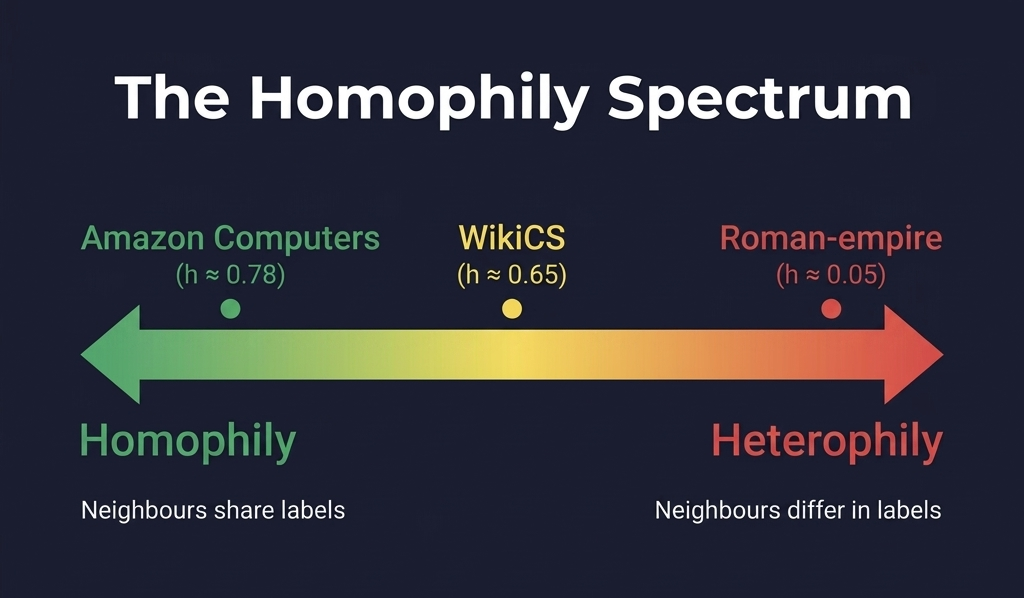 The Homophily Spectrum
Amazon Computers
(h ≈ 0.78)
WikiCS
(h ≈ 0.65)
Roman-empire
(h ≈ 0.05)
Homophily
Heterophily
Neighbours share labels
Neighbours differ in labels